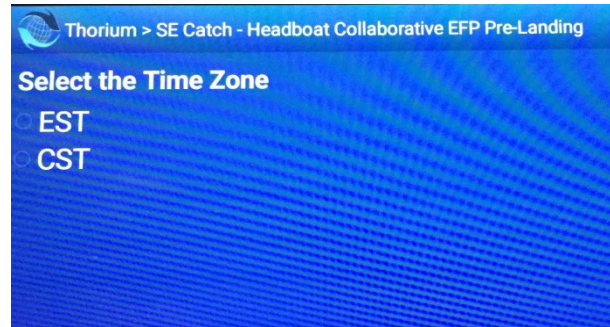 Thorium > SE Catch - Headboat Collaborative EFP Pre-Landing
Select the Time Zone
EST
CST